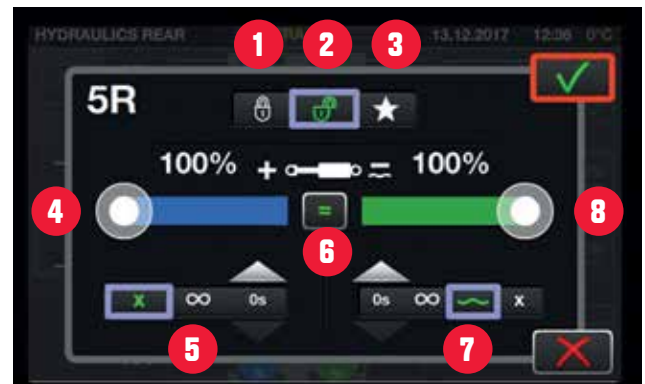 HYDRAULICS REAR 13.12.2017 12:06 0°C
1 2 3
5R
100% + = 100%
4 = 8
6
X ∞ 0s 0s ∞ X
5 7